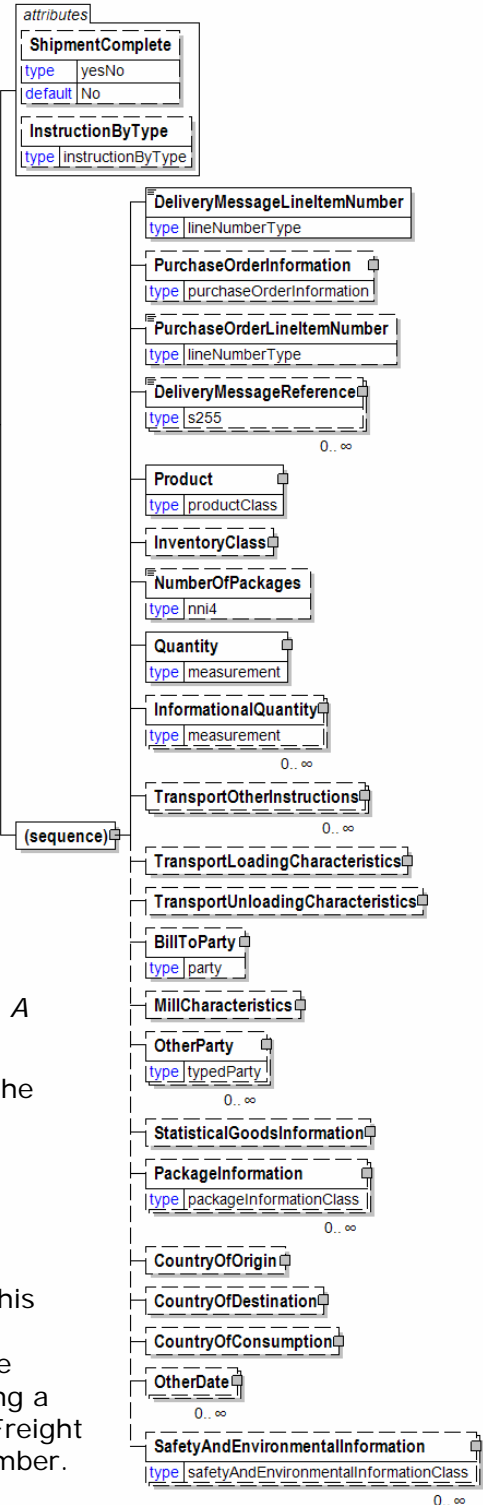 attributes
ShipmentComplete
type yesNo
default No
InstructionByType
type instructionByType
DeliveryMessageLineItemNumber
type lineNumberType
PurchaseOrderInformation
type purchaseOrderInformation
PurchaseOrderLineItemNumber
type lineNumberType
DeliveryMessageReference
type s255
0.. ∞
Product
type productClass
InventoryClass
NumberOfPackages
type nni4
Quantity
type measurement
InformationalQuantity
type measurement
0.. ∞
TransportOtherInstructions
0.. ∞
(sequence)
TransportLoadingCharacteristics
TransportUnloadingCharacteristics
BillToParty
type party
MillCharacteristics
OtherParty
type typedParty
0.. ∞
StatisticalGoodsInformation
PackageInformation
type packageInformationClass
0.. ∞
CountryOfOrigin
CountryOfDestination
CountryOfConsumption
OtherDate
0.. ∞
SafetyAndEnvironmentalInformation
type safetyAndEnvironmentalInformationClass
0.. ∞
A
he
his
e
ng a
Freight
mber.